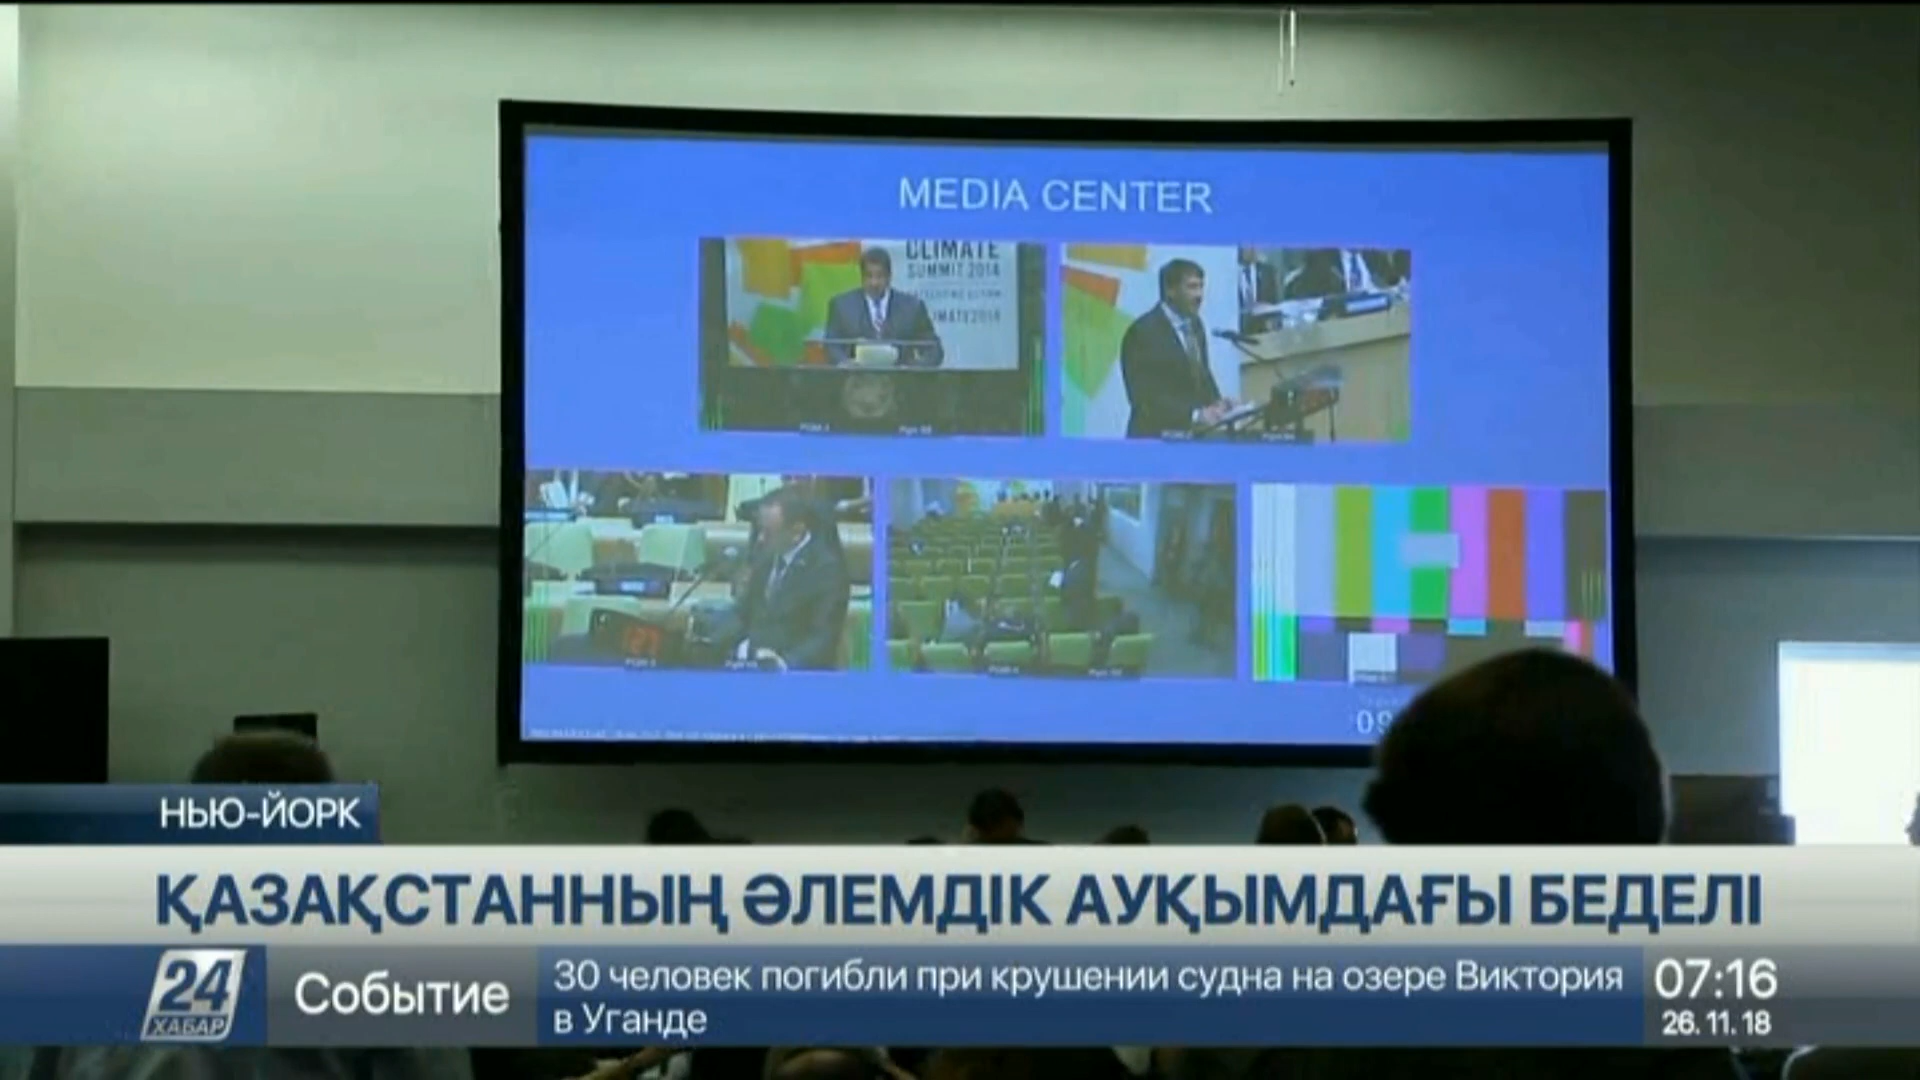 MEDIA CENTER
CLIMATE
SUMMIT 2014
НЬЮ-ЙОРК
ҚАЗАҚСТАННЫҢ ӘЛЕМДІК АУҚЫМДАҒЫ БЕДЕЛІ
24
ХАБАР
Событие
30 человек погибли при крушении судна на озере Виктория
в Уганде
07:16
26.11.18